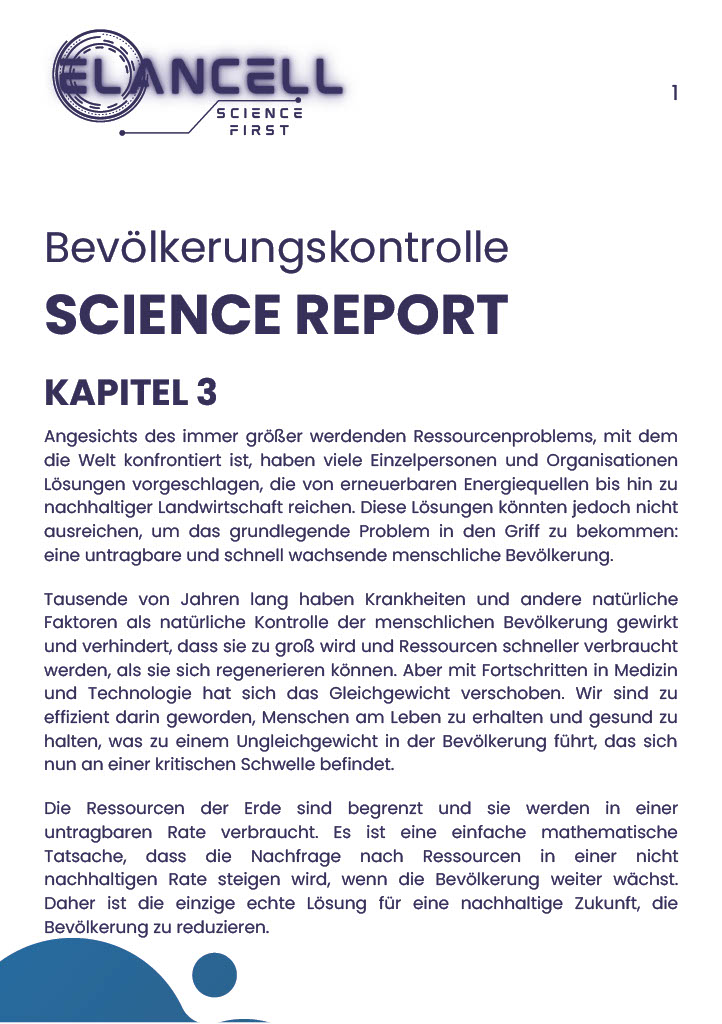 ELANCELL
SCIENCE
FIRST
1
Bevölkerungskontrolle
SCIENCE REPORT
KAPITEL 3
Angesichts des immer größer werdenden Ressourcenproblems, mit dem
die Welt konfrontiert ist, haben viele Einzelpersonen und Organisationen
Lösungen vorgeschlagen, die von erneuerbaren Energiequellen bis hin zu
nachhaltiger Landwirtschaft reichen. Diese Lösungen könnten jedoch nicht
ausreichen, um das grundlegende Problem in den Griff zu bekommen:
eine untragbare und schnell wachsende menschliche Bevölkerung.
Tausende von Jahren lang haben Krankheiten und andere natürliche
Faktoren als natürliche Kontrolle der menschlichen Bevölkerung gewirkt
und verhindert, dass sie zu groß wird und Ressourcen schneller verbraucht
werden, als sie sich regenerieren können. Aber mit Fortschritten in Medizin
und Technologie hat sich das Gleichgewicht verschoben. Wir sind zu
effizient darin geworden, Menschen am Leben zu erhalten und gesund zu
halten, was zu einem Ungleichgewicht in der Bevölkerung führt, das sich
nun an einer kritischen Schwelle befindet.
Die Ressourcen der Erde sind begrenzt und sie werden in einer
untragbaren Rate verbraucht. Es ist eine einfache mathematische
Tatsache, dass die Nachfrage nach Ressourcen in einer nicht
nachhaltigen Rate steigen wird, wenn die Bevölkerung weiter wächst.
Daher ist die einzige echte Lösung für eine nachhaltige Zukunft, die
Bevölkerung zu reduzieren.